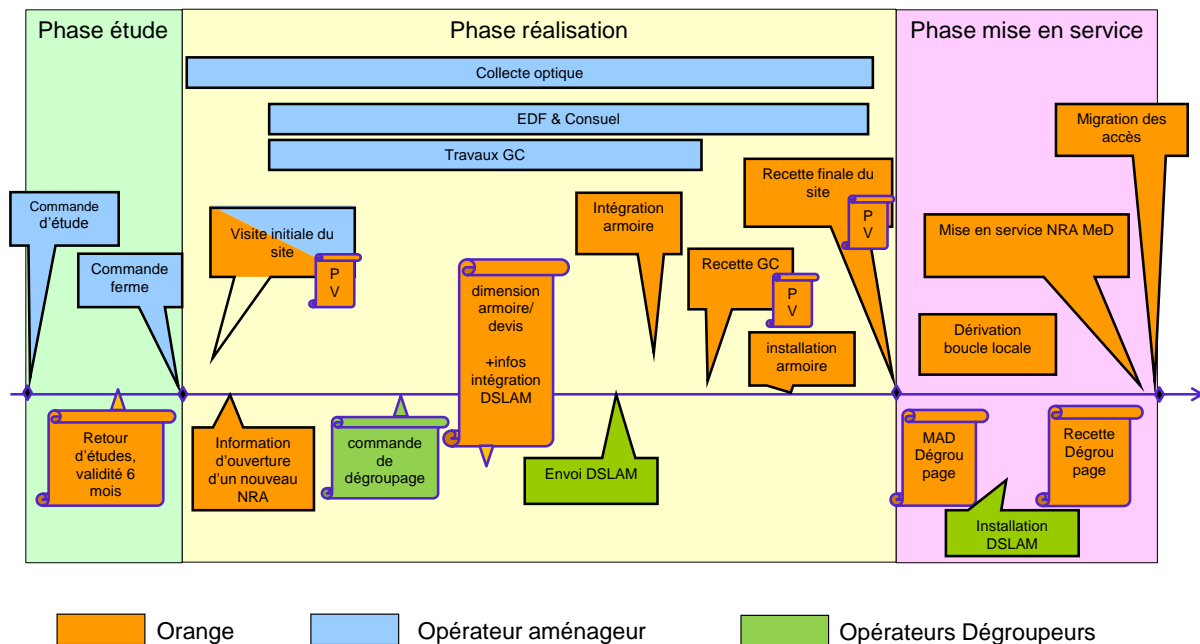 Phase étude
Phase réalisation
Phase mise en service
Collecte optique
EDF & Consuel
Travaux GC
Commande
d'étude
Commande
ferme
Visite initiale du
site
P
V
dimension
armoire/
devis
+infos
intégration
DSLAM
Intégration
armoire
Recette GC
P
V
installation
armoire
Recette finale du
site
P
V
Migration des
accès
Mise en service NRA MeD
Dérivation
boucle locale
Retour
d'études,
validité 6
mois
Information
d'ouverture
d'un nouveau
NRA
commande
de
dégroupage
Envoi DSLAM
MAD
Dégrou
page
Installation
DSLAM
Recette
Dégrou
page
Orange
Opérateur aménageur
Opérateurs Dégroupeurs